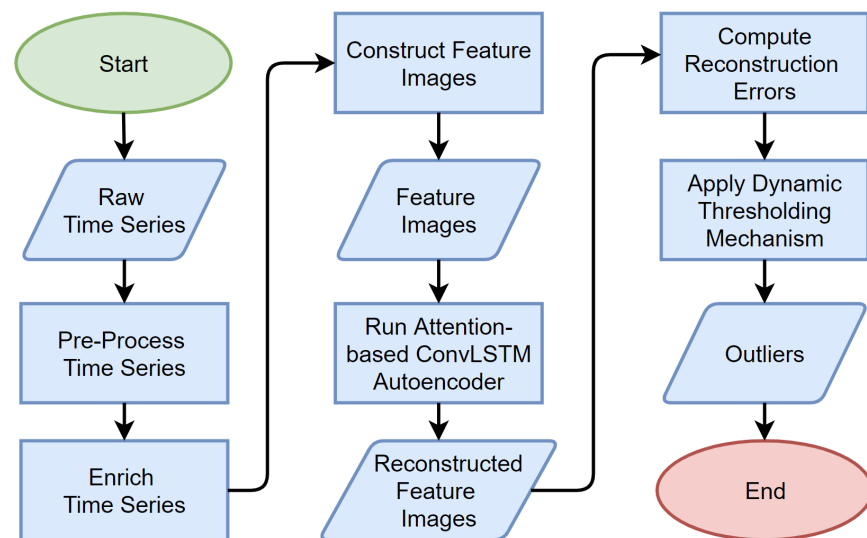 Start
Raw
Time Series
Pre-Process
Time Series
Enrich
Time Series
Construct Feature
Images
Feature
Images
Run Attention-
based ConvLSTM
Autoencoder
Reconstructed
Feature
Images
Compute
Reconstruction
Errors
Apply Dynamic
Thresholding
Mechanism
Outliers
End